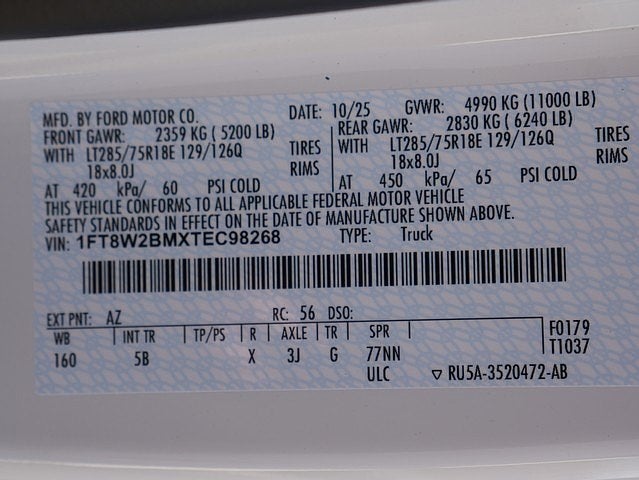 MFD. BY FORD MOTOR CO. DATE: 10/25 GVWR: 4990 KG (11000 LB)
FRONT GAWR: 2359 KG ( 5200 LB) REAR GAWR: 2830 KG ( 6240 LB)
WITH LT285/75R18E 129/126Q TIRES WITH LT285/75R18E 129/126Q TIRES
18x8.0J RIMS 18x8.0J RIMS
AT 420 kPa/ 60 PSI COLD AT 450 kPa/ 65 PSI COLD
THIS VEHICLE CONFORMS TO ALL APPLICABLE FEDERAL MOTOR VEHICLE
SAFETY STANDARDS IN EFFECT ON THE DATE OF MANUFACTURE SHOWN ABOVE.
VIN: 1FT8W2BMXTEC98268 TYPE: Truck
EXT PNT: AZ RC: 56 DSO:
WB INT TR TP/PS R AXLE TR SPR F0179
160 5B X 3J G 77NN T1037
ULC ▽ RU5A-3520472-AB